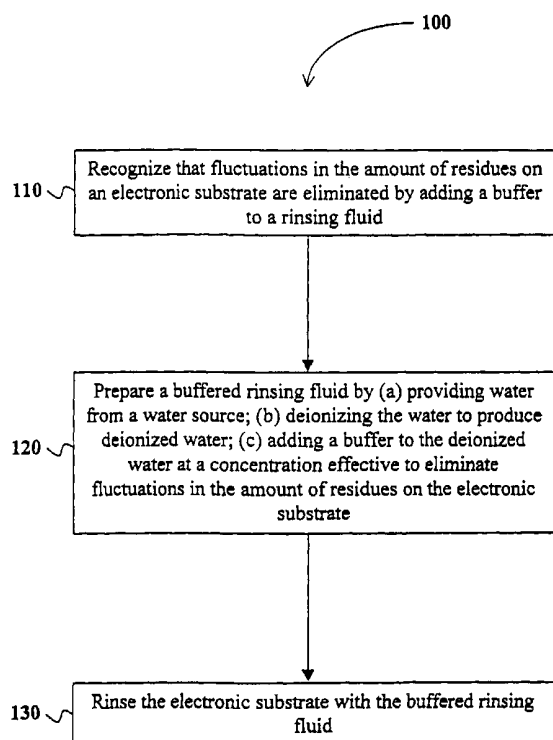 100
Recognize that fluctuations in the amount of residues on
110
an electronic substrate are eliminated by adding a buffer
to a rinsing fluid
Prepare a buffered rinsing fluid by (a) providing water
from a water source; (b) deionizing the water to produce
120
deionized water; (c) adding a buffer to the deionized
water at a concentration effective to eliminate
fluctuations in the amount of residues on the electronic
substrate
130
Rinse the electronic substrate with the buffered rinsing
fluid